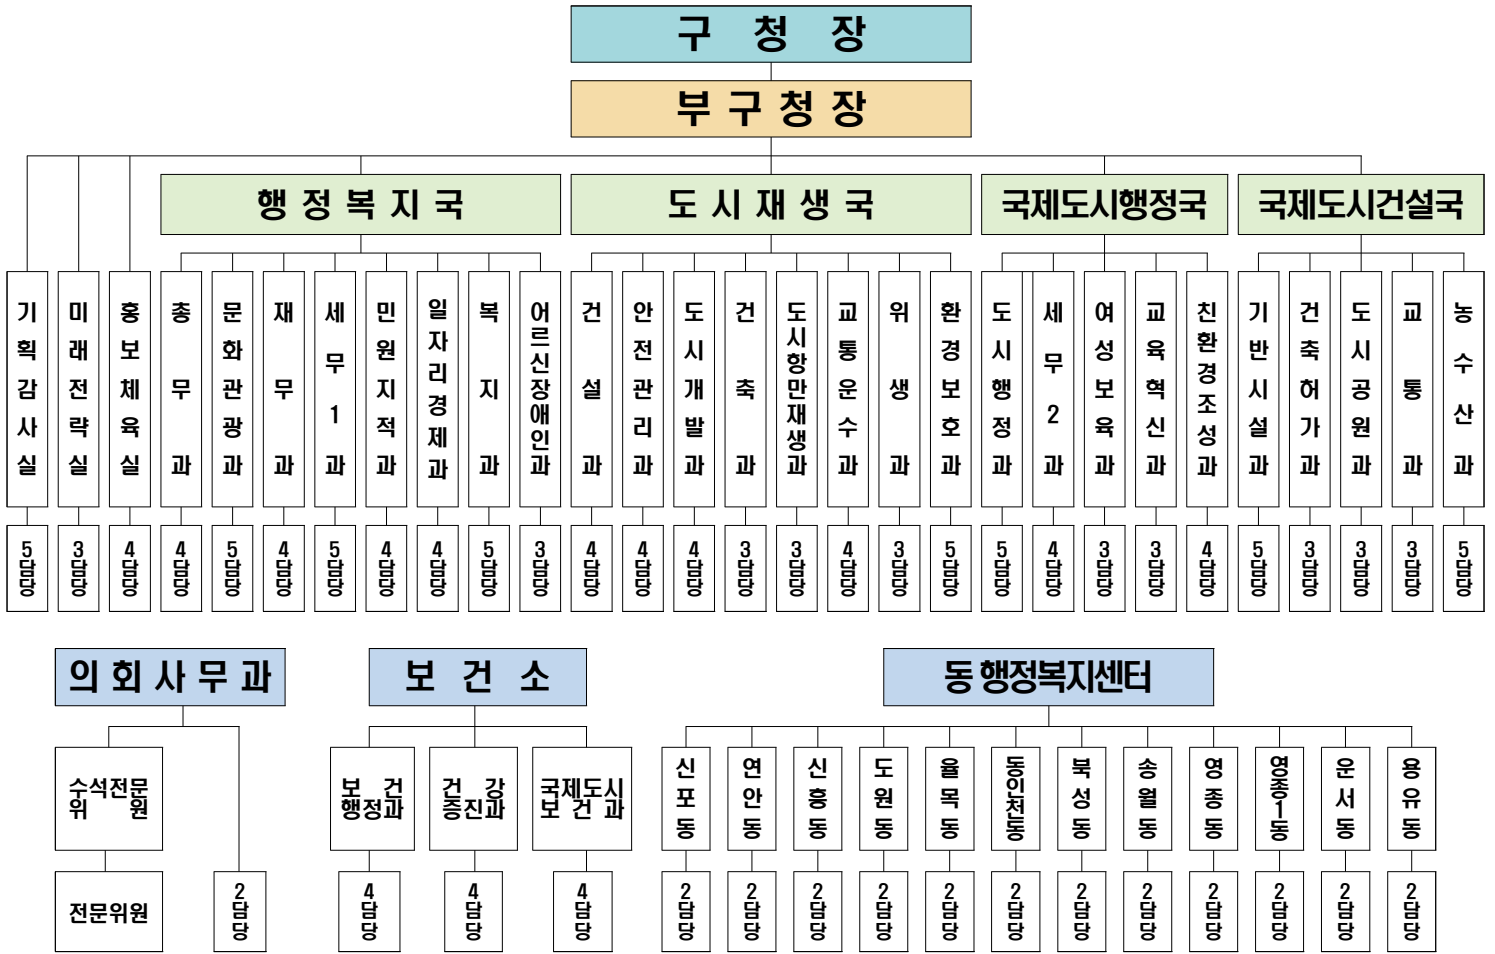 구 청 장
부 구 청 장
행 정 복 지 국
도 시 재 생 국
국제도시행정국
국제도시건설국
기획감사실
미래전략실
홍보체육실
총무과
문화관광과
재무과
세무1과
민원지적과
일자리경제과
복지과
어르신장애인과
건설과
안전관리과
도시개발과
건축과
도시항만재생과
교통운수과
위생과
환경보호과
도시행정과
세무2과
여성보육과
교육혁신과
친환경조성과
기반시설과
건축허가과
도시공원과
교통과
농수산과
5담당
3담당
4담당
4담당
5담당
4담당
5담당
4담당
4담당
5담당
3담당
4담당
4담당
4담당
3담당
3담당
4담당
3담당
5담당
5담당
4담당
3담당
3담당
4담당
5담당
3담당
3담당
3담당
5담당
의 회 사 무 과
보 건 소
동 행정복지센터
수석전문
위 원
보 건
행정과
건 강
증진과
국제도시
보 건 과
신포동
연안동
신흥동
도원동
율목동
동인천동
북성동
송월동
영종동
영종1동
운서동
용유동
전문위원
2담당
4담당
4담당
4담당
2담당
2담당
2담당
2담당
2담당
2담당
2담당
2담당
2담당
2담당
2담당
2담당